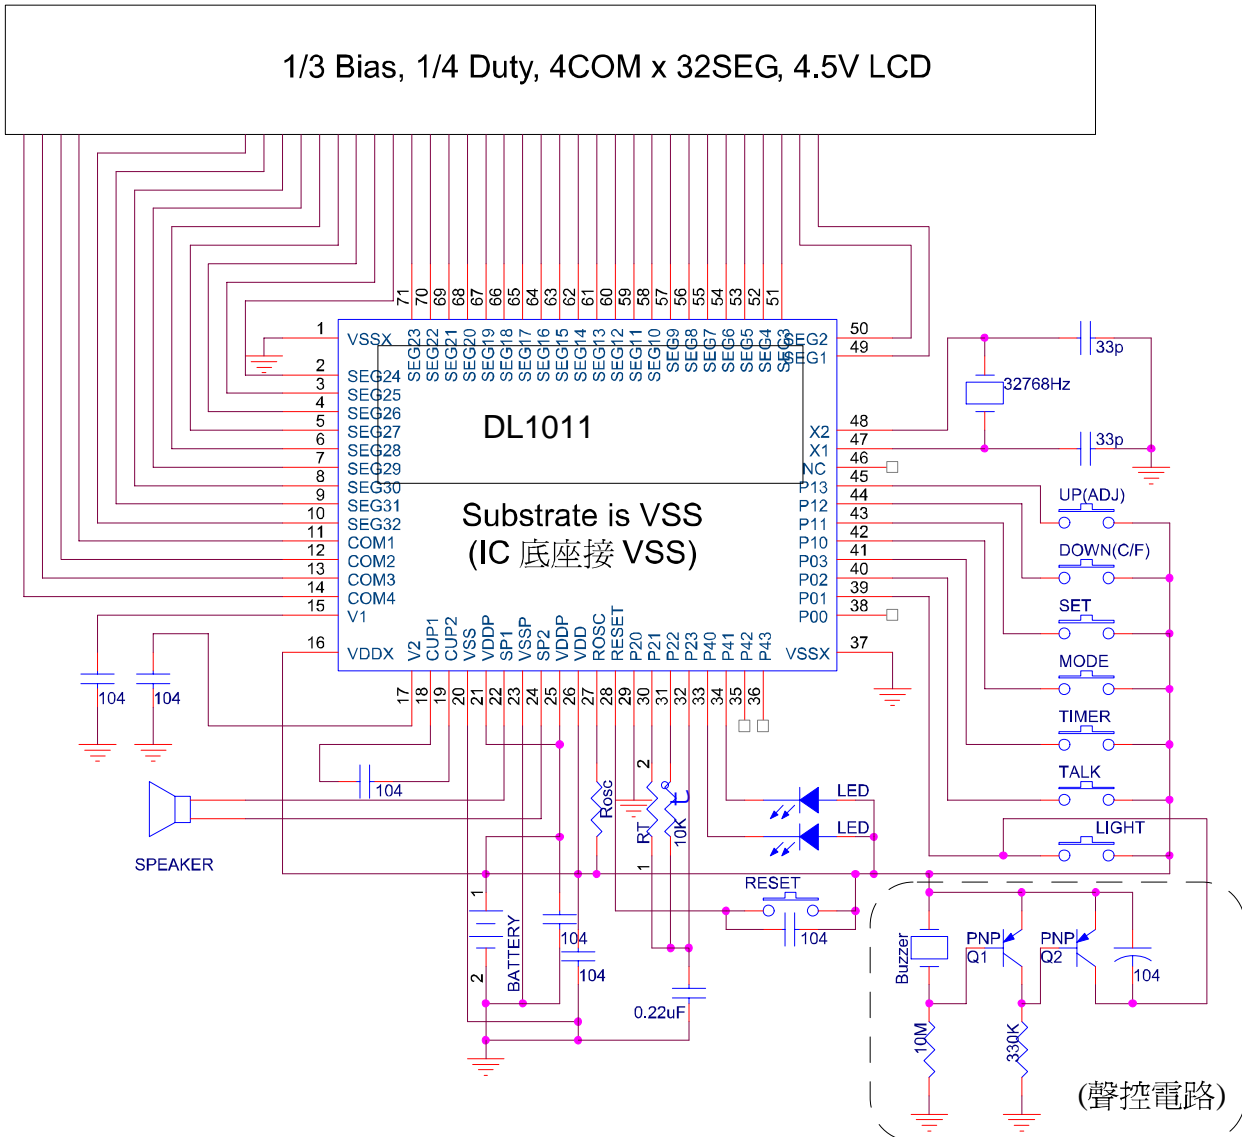 1/3 Bias, 1/4 Duty, 4COM x 32SEG, 4.5V LCD
71 70 69 68 67 66 65 64 63 62 61 60 59 58 57 56 55 54 53 52 51
SEG23 SEG22 SEG21 SEG20 SEG19 SEG18 SEG17 SEG16 SEG15 SEG14 SEG13 SEG12 SEG11 SEG10 SEG9 SEG8 SEG7 SEG6 SEG5 SEG4 SEG3
1 VSSX
2 SEG24
3 SEG25
4 SEG26
5 SEG27
6 SEG28
7 SEG29
8 SEG30
9 SEG31
10 SEG32
11 COM1
12 COM2
13 COM3
14 COM4
15 V1
16 VDDX
DL1011
Substrate is VSS
(IC 底座接 VSS)
SEG2 50
SEG1 49
X2 48
X1 47
NC 46
P13 45
P12 44
P11 43
P10 42
P03 41
P02 40
P01 39
P00 38
VSSX 37
V2 CUP1 CUP2 VSS VDDP SP1 VSSP SP2 VDDP VDD ROSC RESET P20 P21 P22 P23 P40 P41 P42 P43
17 18 19 20 21 22 23 24 25 26 27 28 29 30 31 32 33 34 35 36
33p
32768Hz
33p
UP(ADJ)
DOWN(C/F)
SET
MODE
TIMER
TALK
LIGHT
104
104
104
SPEAKER
Rosc
2
RT
1
10K
t
LED
LED
RESET
104
1
BATTERY
2
104
104
0.22uF
Buzzer
PNP
Q1
PNP
Q2
104
10M
330K
(聲控電路)